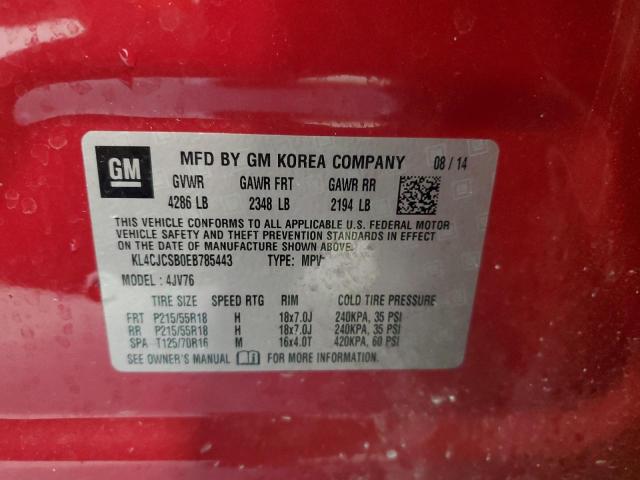 GM MFD BY GM KOREA COMPANY 08 / 14
GVWR GAWR FRT GAWR RR
4286 LB 2348 LB 2194 LB
THIS VEHICLE CONFORMS TO ALL APPLICABLE U.S. FEDERAL MOTOR
VEHICLE SAFETY AND THEFT PREVENTION STANDARDS IN EFFECT
ON THE DATE OF MANUFACTURE SHOWN ABOVE.
KL4CJCSB0EB785443 TYPE: MPV
MODEL : 4JV76
TIRE SIZE SPEED RTG RIM COLD TIRE PRESSURE
FRT P215/55R18 H 18x7.0J 240KPA, 35 PSI
RR P215/55R18 H 18x7.0J 240KPA, 35 PSI
SPA T125/70R16 M 16x4.0T 420KPA, 60 PSI
SEE OWNER'S MANUAL FOR MORE INFORMATION.